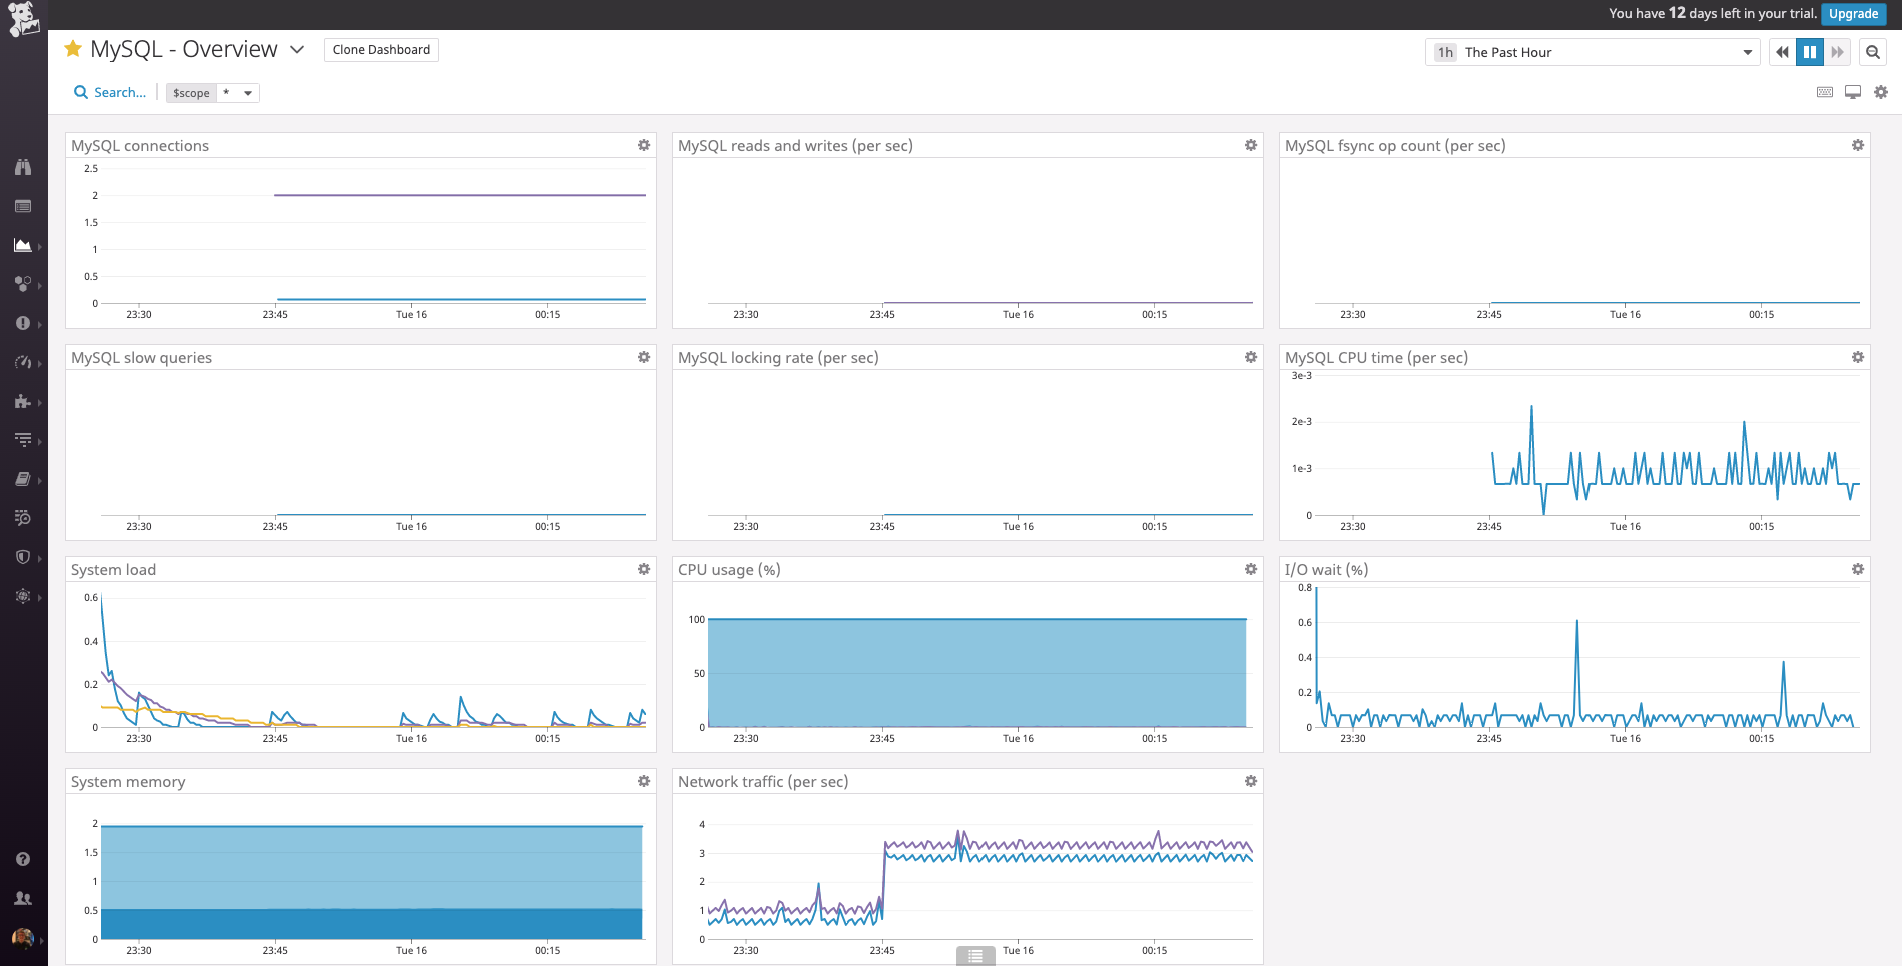 You have 12 days left in your trial. Upgrade
MySQL - Overview Clone Dashboard
1h The Past Hour
Search... $scope *
MySQL connections
2.5
2
1.5
1
0.5
0
23:30 23:45 Tue 16 00:15
MySQL reads and writes (per sec)
23:30 23:45 Tue 16 00:15
MySQL fsync op count (per sec)
23:30 23:45 Tue 16 00:15
MySQL slow queries
23:30 23:45 Tue 16 00:15
MySQL locking rate (per sec)
23:30 23:45 Tue 16 00:15
MySQL CPU time (per sec)
3e-3
2e-3
1e-3
0
23:30 23:45 Tue 16 00:15
System load
0.6
0.4
0.2
0
23:30 23:45 Tue 16 00:15
CPU usage (%)
100
50
0
23:30 23:45 Tue 16 00:15
I/O wait (%)
0.8
0.6
0.4
0.2
0
23:30 23:45 Tue 16 00:15
System memory
2
1.5
1
0.5
0
23:30 23:45 Tue 16 00:15
Network traffic (per sec)
4
3
2
1
0
23:30 23:45 Tue 16 00:15